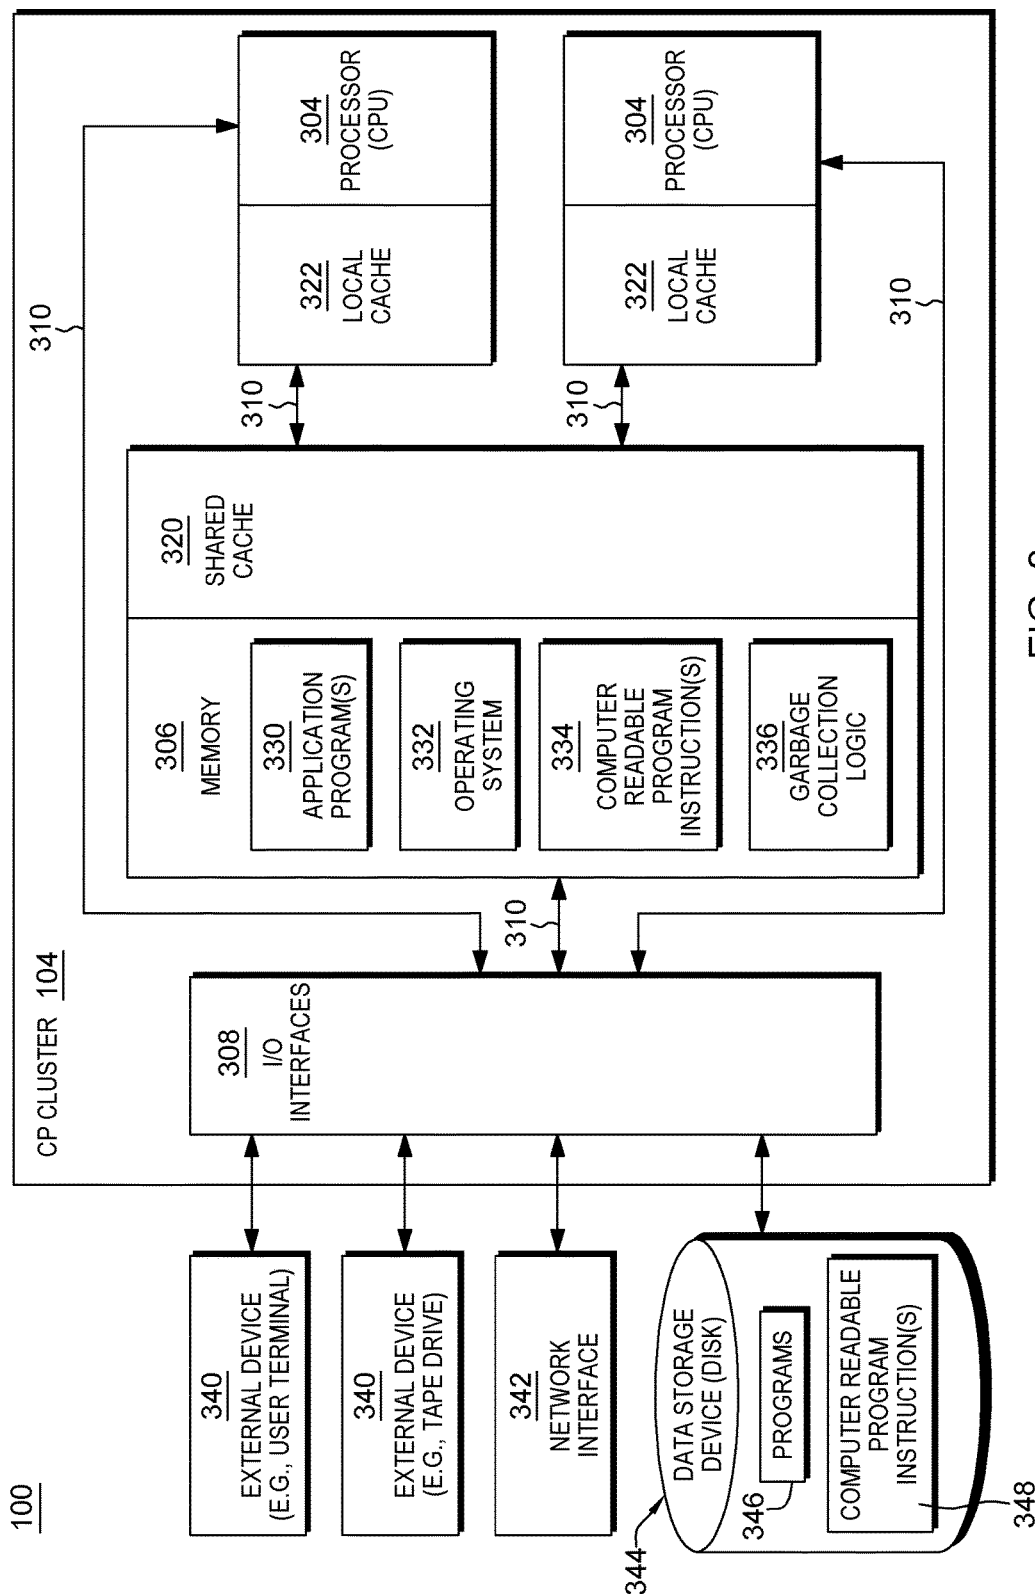 100
CP CLUSTER 104
340
EXTERNAL DEVICE
(E.G., USER TERMINAL)
340
EXTERNAL DEVICE
(E.G., TAPE DRIVE)
342
NETWORK
INTERFACE
344
DATA STORAGE
DEVICE (DISK)
346
PROGRAMS
COMPUTER READABLE
PROGRAM
INSTRUCTION(S)
348
308
I/O
INTERFACES
310
310
310
306
MEMORY
330
APPLICATION
PROGRAM(S)
332
OPERATING
SYSTEM
334
COMPUTER
READABLE
PROGRAM
INSTRUCTION(S)
336
GARBAGE
COLLECTION
LOGIC
320
SHARED
CACHE
310
310
322
LOCAL
CACHE
304
PROCESSOR
(CPU)
322
LOCAL
CACHE
304
PROCESSOR
(CPU)
FIG.